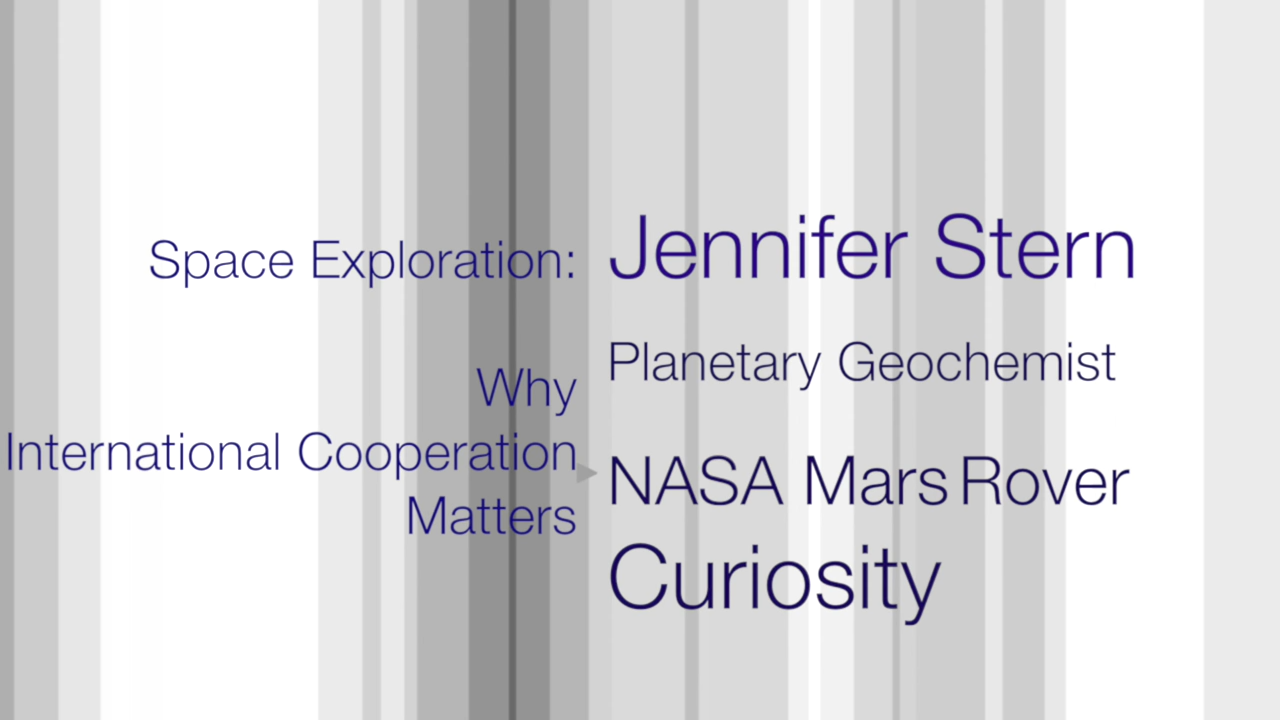 Space Exploration:
Why
International Cooperation
Matters
Jennifer Stern
Planetary Geochemist
NASA Mars Rover
Curiosity